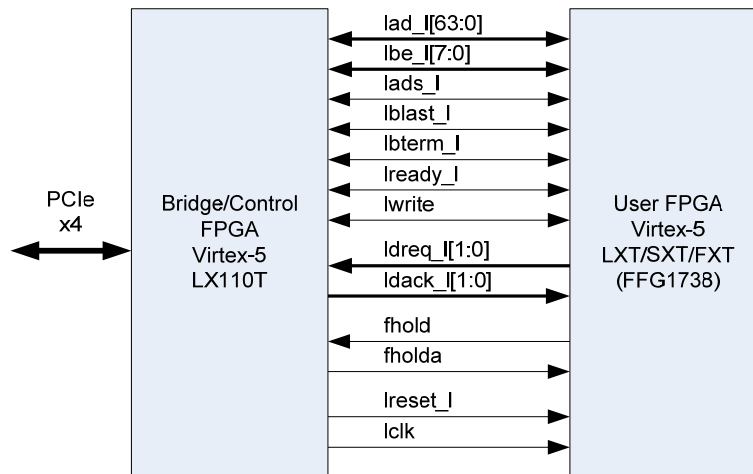 lad_l[63:0]
lbe_l[7:0]
lads_l
lblast_l
lbterm_l
lready_l
lwrite
PCIe
x4
Bridge/Control
FPGA
Virtex-5
LX110T
User FPGA
Virtex-5
LXT/SXT/FXT
(FFG1738)
ldreq_l[1:0]
ldack_l[1:0]
fhold
fholda
lreset_l
lclk